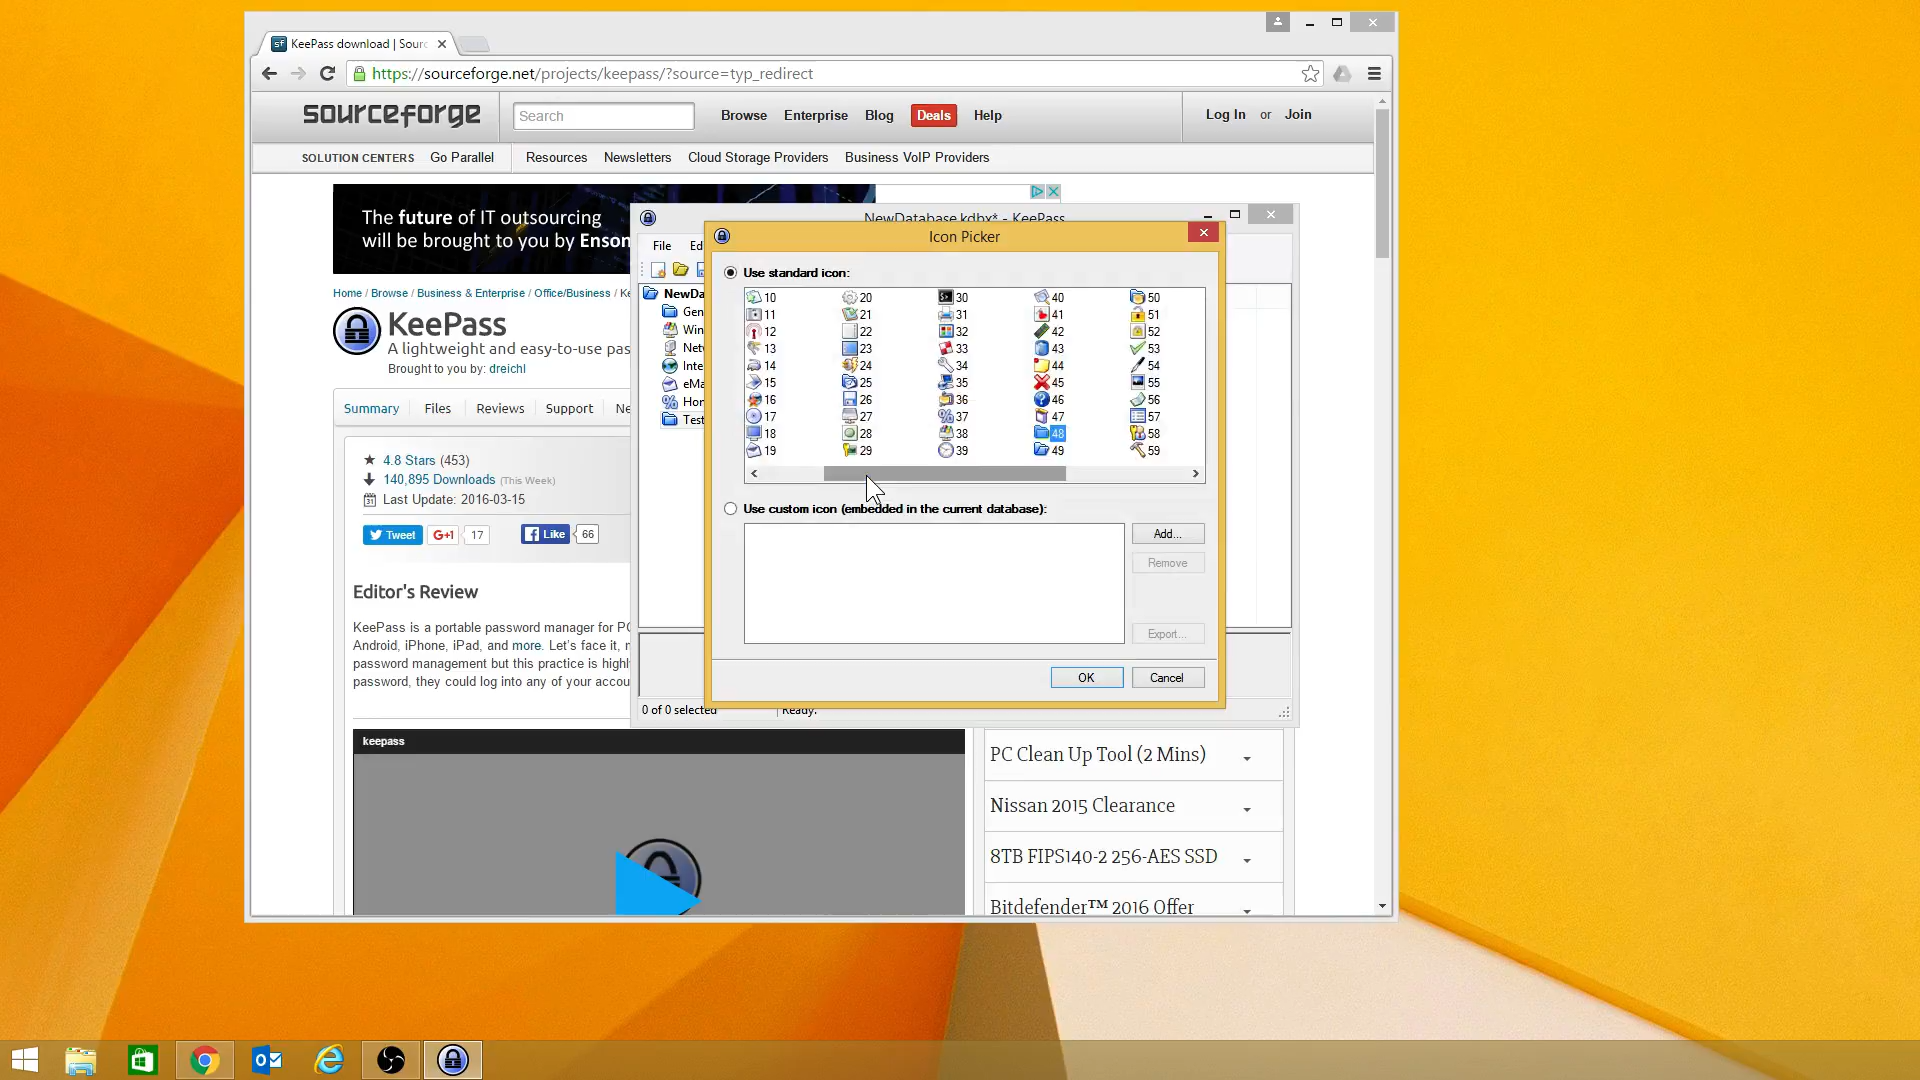 KeePass download | Sourc
https://sourceforge.net/projects/keepass/?source=typ_redirect
sourceforge
Search
Browse Enterprise Blog Deals Help
Log In or Join
SOLUTION CENTERS Go Parallel Resources Newsletters Cloud Storage Providers Business VoIP Providers
The future of IT outsourcing
will be brought to you by Enson
Home / Browse / Business & Enterprise / Office/Business / Ke
KeePass
A lightweight and easy-to-use pas
Brought to you by: dreichl
Summary Files Reviews Support Ne
4.8 Stars (453)
140,895 Downloads (This Week)
Last Update: 2016-03-15
Tweet G+1 17 Like 66
Editor's Review
KeePass is a portable password manager for PC
Android, iPhone, iPad, and more. Let's face it, r
password management but this practice is highl
password, they could log into any of your accou
keepass
PC Clean Up Tool (2 Mins)
Nissan 2015 Clearance
8TB FIPS140-2 256-AES SSD
Bitdefender™ 2016 Offer
NewDatabase.kdbx* - KeePass
File Ed
NewDa
Gen
Win
Netw
Inte
eMa
Hom
Test
0 of 0 selected
Ready.
Icon Picker
Use standard icon:
10 20 30 40 50
11 21 31 41 51
12 22 32 42 52
13 23 33 43 53
14 24 34 44 54
15 25 35 45 55
16 26 36 46 56
17 27 37 47 57
18 28 38 48 58
19 29 39 49 59
Use custom icon (embedded in the current database):
Add...
Remove
Export...
OK Cancel